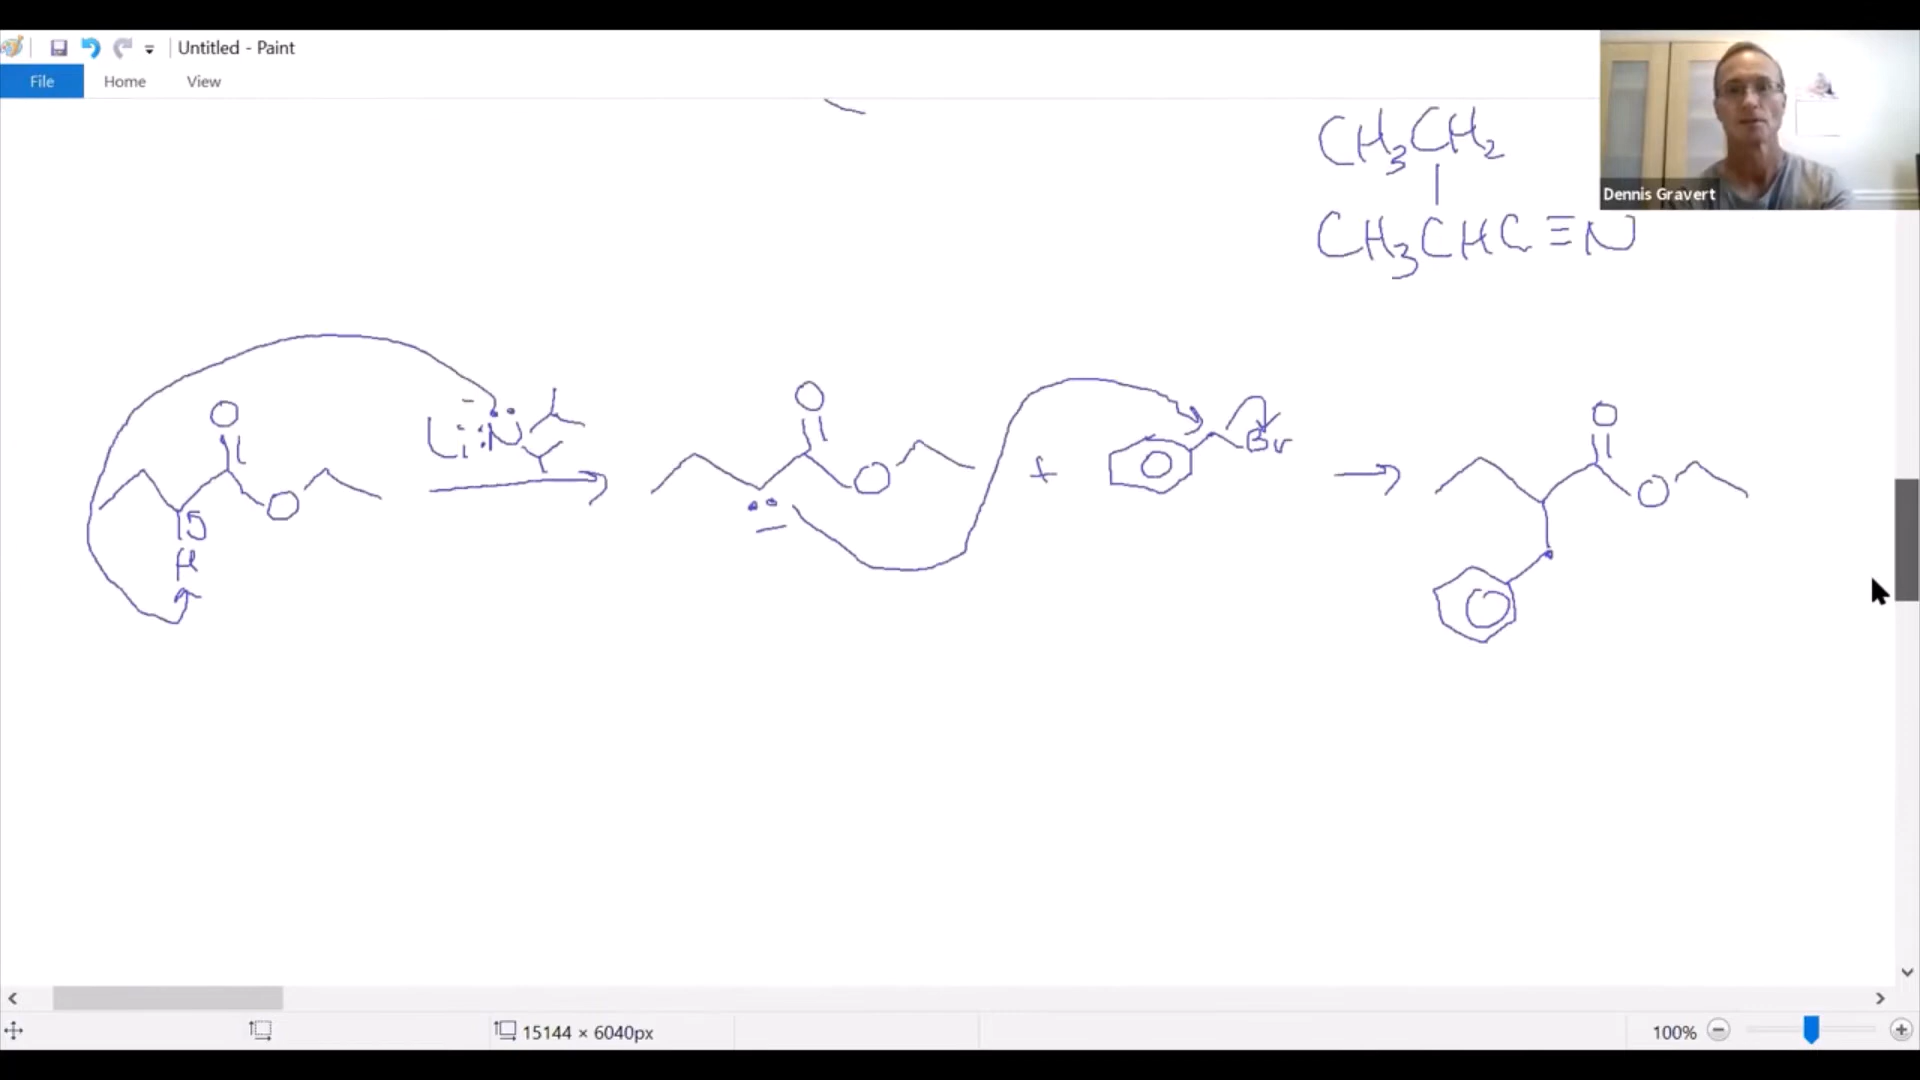 Untitled - Paint
File Home View
Dennis Gravert
CH3CH2
CH3CHC≡N
O
O
H
Li :N
O
O
+
Br
O
O
15144 × 6040px
100%